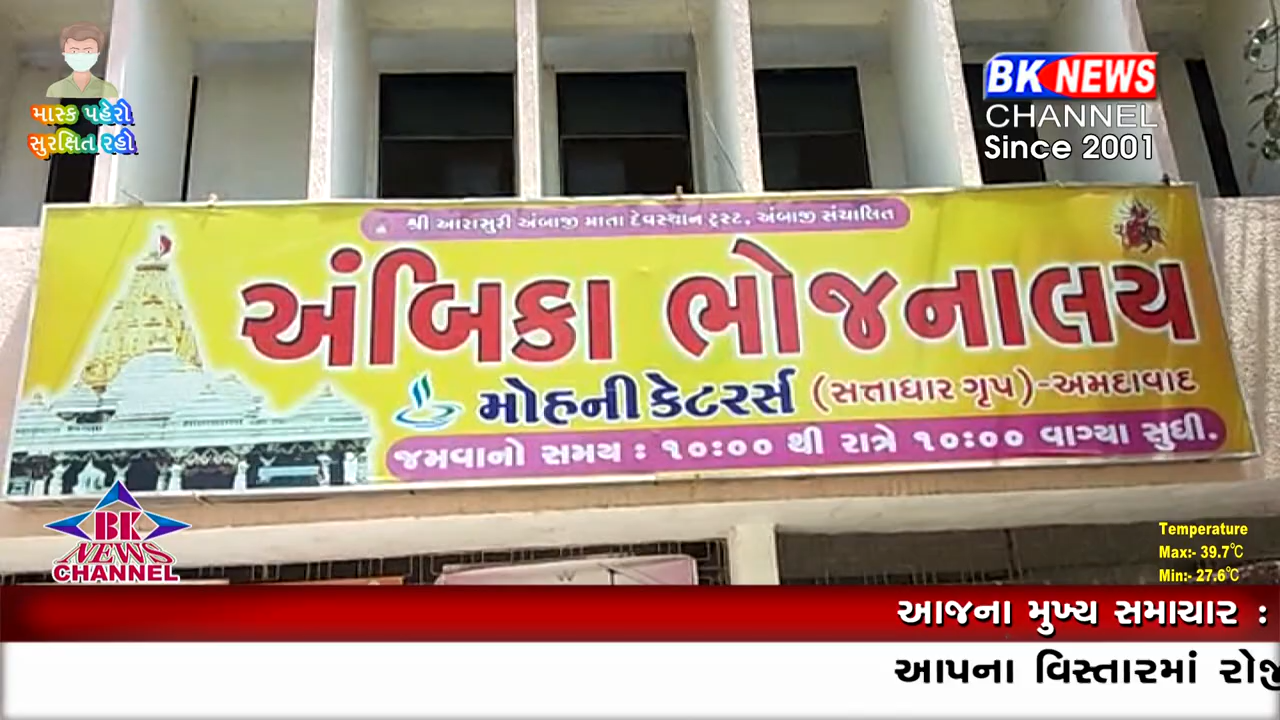 માસ્ક પહેરો
સુરક્ષિત રહો
BK NEWS
CHANNEL
Since 2001
શ્રી આરાસુરી અંબાજી માતા દેવસ્થાન ટ્રસ્ટ, અંબાજી સંચાલિત
અંબિકા ભોજનાલય
મોહની કેટરર્સ (સત્તાધાર ગૃપ)-અમદાવાદ
જમવાનો સમય : ૧૦:૦૦ થી રાત્રે ૧૦:૦૦ વાગ્યા સુધી.
BK
NEWS
CHANNEL
Temperature
Max:- 39.7℃
Min:- 27.6℃
આજના મુખ્ય સમાચાર :
આપના વિસ્તારમાં